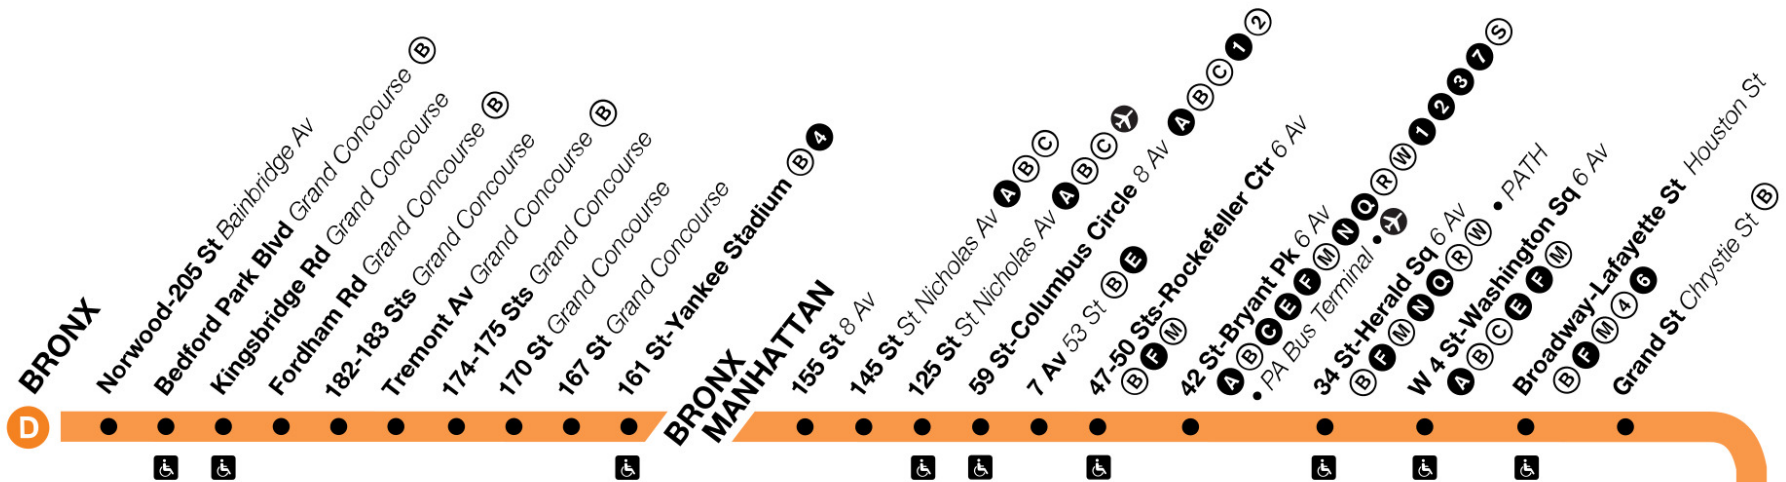 D
BRONX
Norwood-205 St Bainbridge Av
Bedford Park Blvd Grand Concourse B
Kingsbridge Rd Grand Concourse
Fordham Rd Grand Concourse B
182-183 Sts Grand Concourse
Tremont Av Grand Concourse B
174-175 Sts Grand Concourse
170 St Grand Concourse
167 St Grand Concourse
161 St-Yankee Stadium B 4
BRONX
MANHATTAN
155 St 8 Av
145 St St Nicholas Av A B C
125 St St Nicholas Av A B C
59 St-Columbus Circle 8 Av A B C 1 2
7 Av 53 St B E
47-50 Sts-Rockefeller Ctr 6 Av
B F M
42 St-Bryant Pk 6 Av
A B C E F M N Q R W 1 2 3 7 S
• PA Bus Terminal •
34 St-Herald Sq 6 Av
B F M N Q R W • PATH
W 4 St-Washington Sq 6 Av
A B C E F M
Broadway-Lafayette St Houston St
B F M 4 6
Grand St Chrystie St B